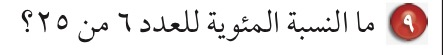 ٩ ما النسبة المئوية للعدد ٦ من ٢٥؟